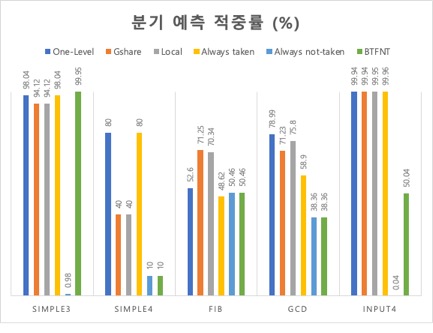 분기 예측 적중률 (%)
One-Level Gshare Local Always taken Always not-taken BTFNT
98.04 94.12 94.12 98.04 0.98 99.95
80 40 40 80 10 10
52.6 71.25 70.34 48.62 50.46 50.46
78.99 71.23 75.8 58.9 38.36 38.36
99.94 99.94 99.95 99.96 0.04 50.04
SIMPLE3 SIMPLE4 FIB GCD INPUT4